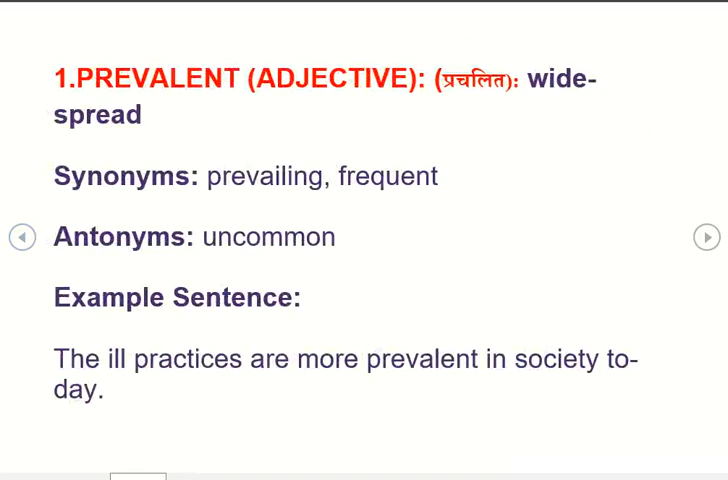 1.PREVALENT (ADJECTIVE): (प्रचलित): wide-
spread
Synonyms: prevailing, frequent
Antonyms: uncommon
Example Sentence:
The ill practices are more prevalent in society to-
day.